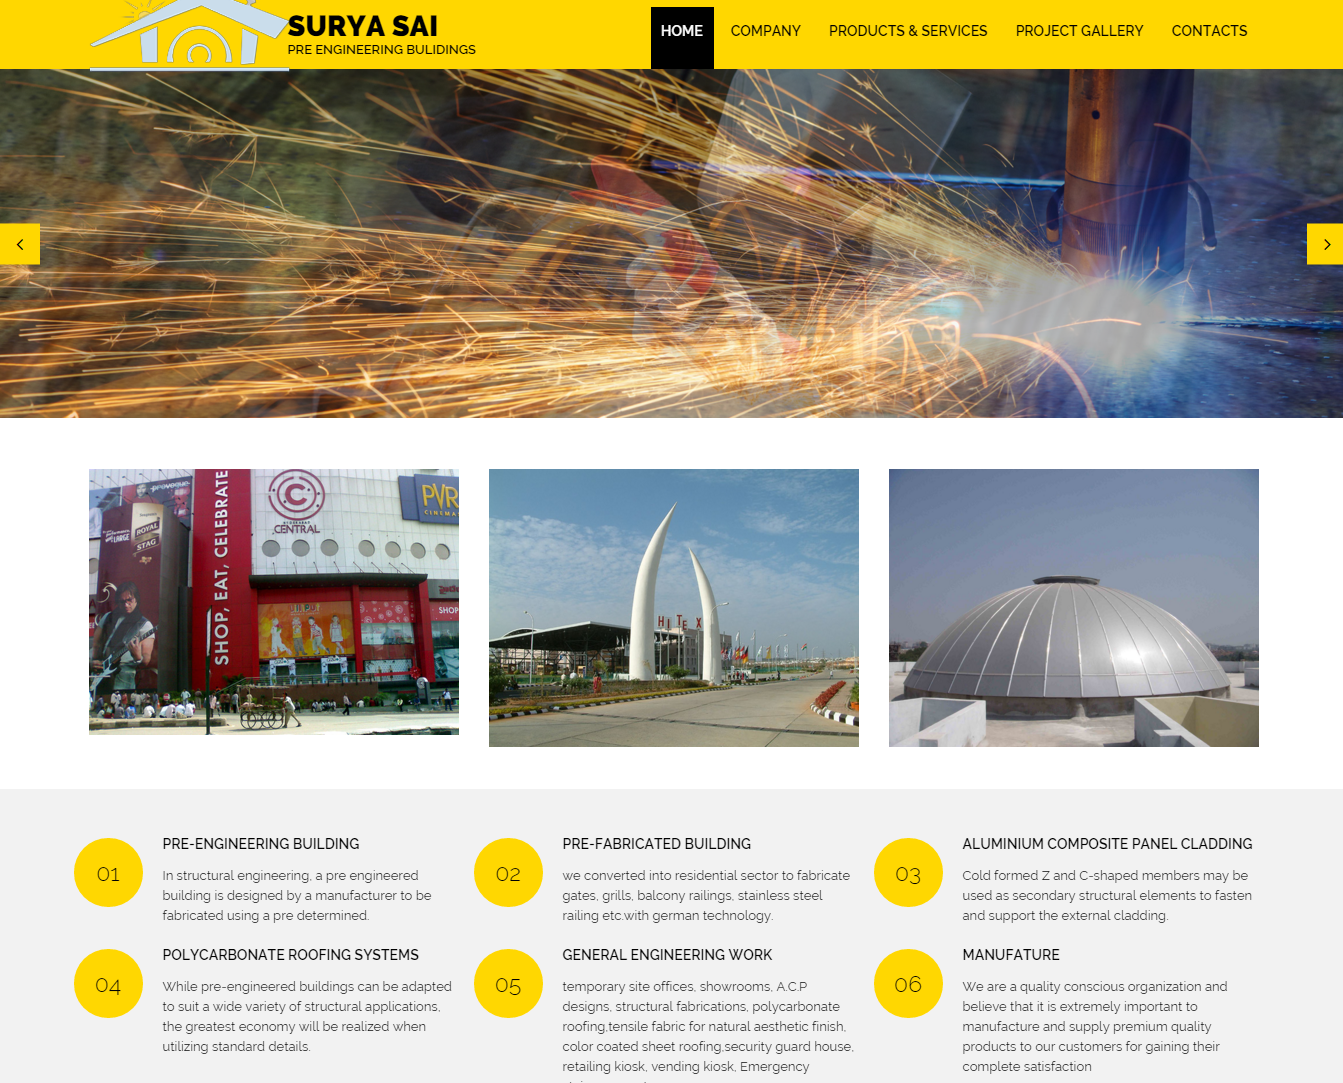 SURYA SAI
PRE ENGINEERING BULIDINGS
HOME
COMPANY
PRODUCTS & SERVICES
PROJECT GALLERY
CONTACTS
provogue
ROYAL
STAG
LARGE
SHOP, EAT, CELEBRATE
C
CENTRAL
PVR
CINEMA
SHOP
HITEX
01
PRE-ENGINEERING BUILDING
In structural engineering, a pre engineered
building is designed by a manufacturer to be
fabricated using a pre determined.
02
PRE-FABRICATED BUILDING
we converted into residential sector to fabricate
gates, grills, balcony railings, stainless steel
railing etc.with german technology.
03
ALUMINIUM COMPOSITE PANEL CLADDING
Cold formed Z and C-shaped members may be
used as secondary structural elements to fasten
and support the external cladding.
04
POLYCARBONATE ROOFING SYSTEMS
While pre-engineered buildings can be adapted
to suit a wide variety of structural applications,
the greatest economy will be realized when
utilizing standard details.
05
GENERAL ENGINEERING WORK
temporary site offices, showrooms, A.C.P
designs, structural fabrications, polycarbonate
roofing,tensile fabric for natural aesthetic finish,
color coated sheet roofing,security guard house,
retailing kiosk, vending kiosk, Emergency
06
MANUFATURE
We are a quality conscious organization and
believe that it is extremely important to
manufacture and supply premium quality
products to our customers for gaining their
complete satisfaction